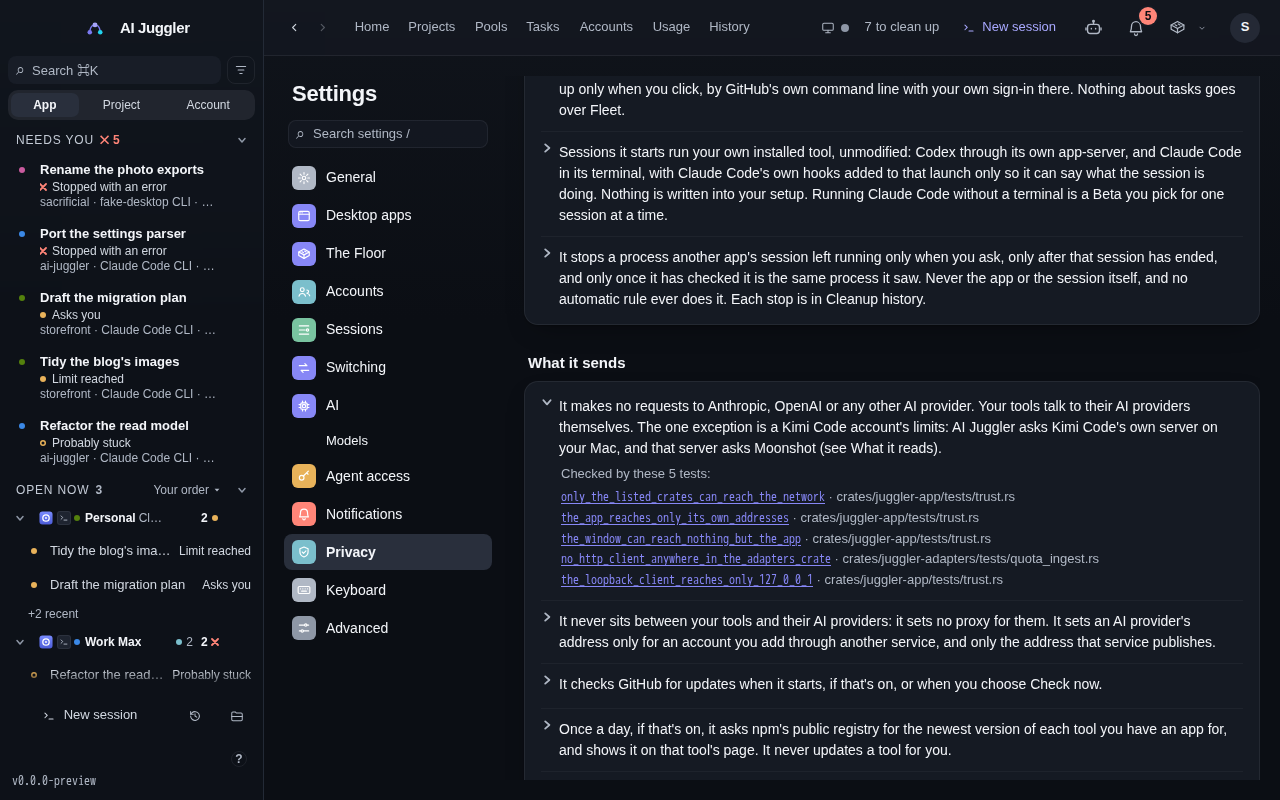 AI Juggler
Search ⌘K
App
Project
Account
NEEDS YOU 5
Rename the photo exports
Stopped with an error
sacrificial · fake-desktop CLI · …
Port the settings parser
Stopped with an error
ai-juggler · Claude Code CLI · …
Draft the migration plan
Asks you
storefront · Claude Code CLI · …
Tidy the blog's images
Limit reached
storefront · Claude Code CLI · …
Refactor the read model
Probably stuck
ai-juggler · Claude Code CLI · …
OPEN NOW 3
Your order
Personal Cl… 2
Tidy the blog's ima… Limit reached
Draft the migration plan Asks you
+2 recent
Work Max 2 2
Refactor the read… Probably stuck
New session
?
v0.0.0-preview
Home
Projects
Pools
Tasks
Accounts
Usage
History
7 to clean up
New session
5
S
Settings
Search settings /
General
Desktop apps
The Floor
Accounts
Sessions
Switching
AI
Models
Agent access
Notifications
Privacy
Keyboard
Advanced
up only when you click, by GitHub's own command line with your own sign-in there. Nothing about tasks goes
over Fleet.
Sessions it starts run your own installed tool, unmodified: Codex through its own app-server, and Claude Code
in its terminal, with Claude Code's own hooks added to that launch only so it can say what the session is
doing. Nothing is written into your setup. Running Claude Code without a terminal is a Beta you pick for one
session at a time.
It stops a process another app's session left running only when you ask, only after that session has ended,
and only once it has checked it is the same process it saw. Never the app or the session itself, and no
automatic rule ever does it. Each stop is in Cleanup history.
What it sends
It makes no requests to Anthropic, OpenAI or any other AI provider. Your tools talk to their AI providers
themselves. The one exception is a Kimi Code account's limits: AI Juggler asks Kimi Code's own server on
your Mac, and that server asks Moonshot (see What it reads).
Checked by these 5 tests:
only_the_listed_crates_can_reach_the_network · crates/juggler-app/tests/trust.rs
the_app_reaches_only_its_own_addresses · crates/juggler-app/tests/trust.rs
the_window_can_reach_nothing_but_the_app · crates/juggler-app/tests/trust.rs
no_http_client_anywhere_in_the_adapters_crate · crates/juggler-adapters/tests/quota_ingest.rs
the_loopback_client_reaches_only_127_0_0_1 · crates/juggler-app/tests/trust.rs
It never sits between your tools and their AI providers: it sets no proxy for them. It sets an AI provider's
address only for an account you add through another service, and only the address that service publishes.
It checks GitHub for updates when it starts, if that's on, or when you choose Check now.
Once a day, if that's on, it asks npm's public registry for the newest version of each tool you have an app for,
and shows it on that tool's page. It never updates a tool for you.